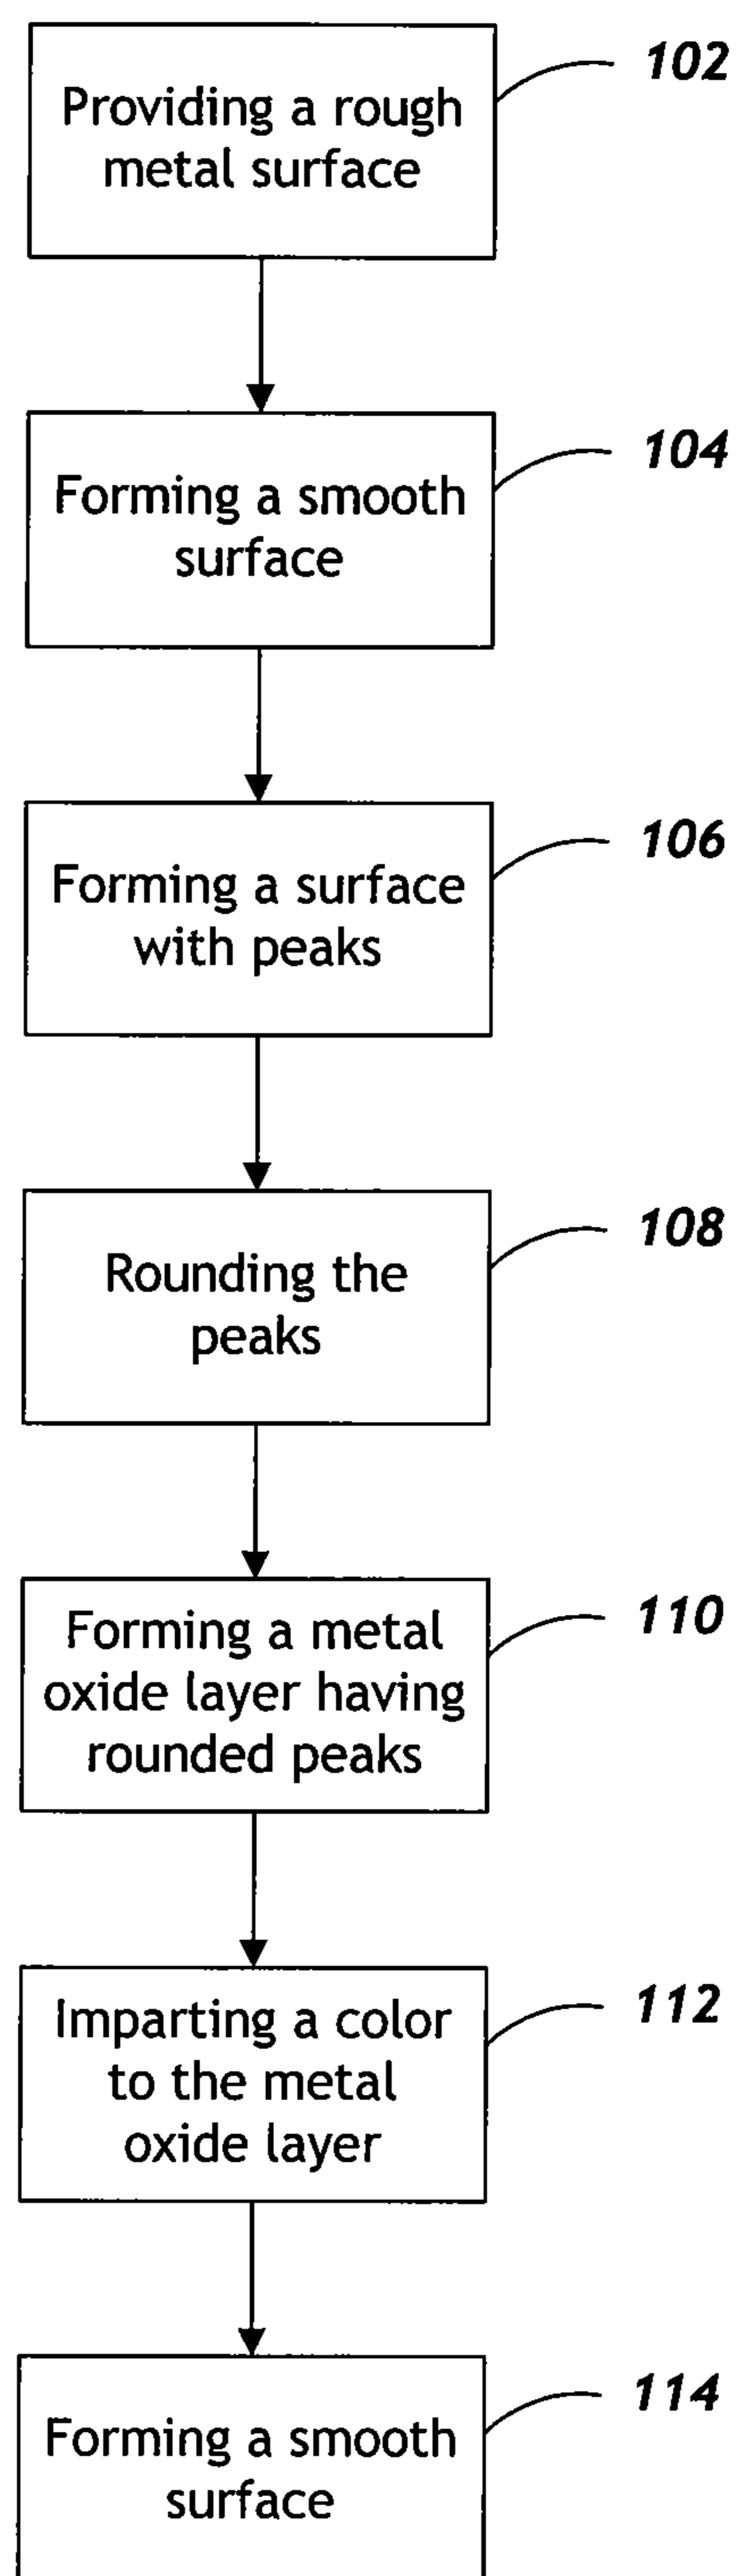 Providing a rough
metal surface
102
Forming a smooth
surface
104
Forming a surface
with peaks
106
Rounding the
peaks
108
Forming a metal
oxide layer having
rounded peaks
110
Imparting a color
to the metal
oxide layer
112
Forming a smooth
surface
114